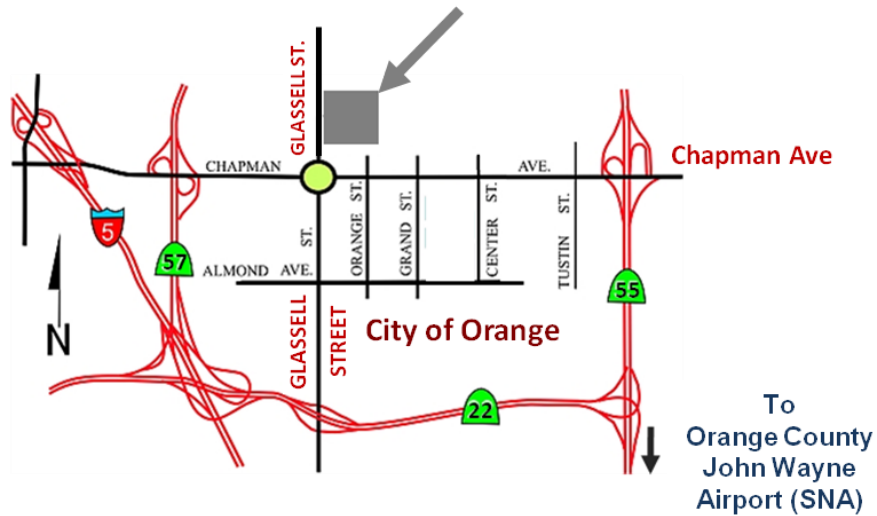 GLASSELL ST.
CHAPMAN
AVE.
Chapman Ave
ST.
ORANGE ST.
GRAND ST.
CENTER ST.
TUSTIN ST.
5
57
ALMOND AVE.
55
N
GLASSELL
STREET
City of Orange
22
To
Orange County
John Wayne
Airport (SNA)